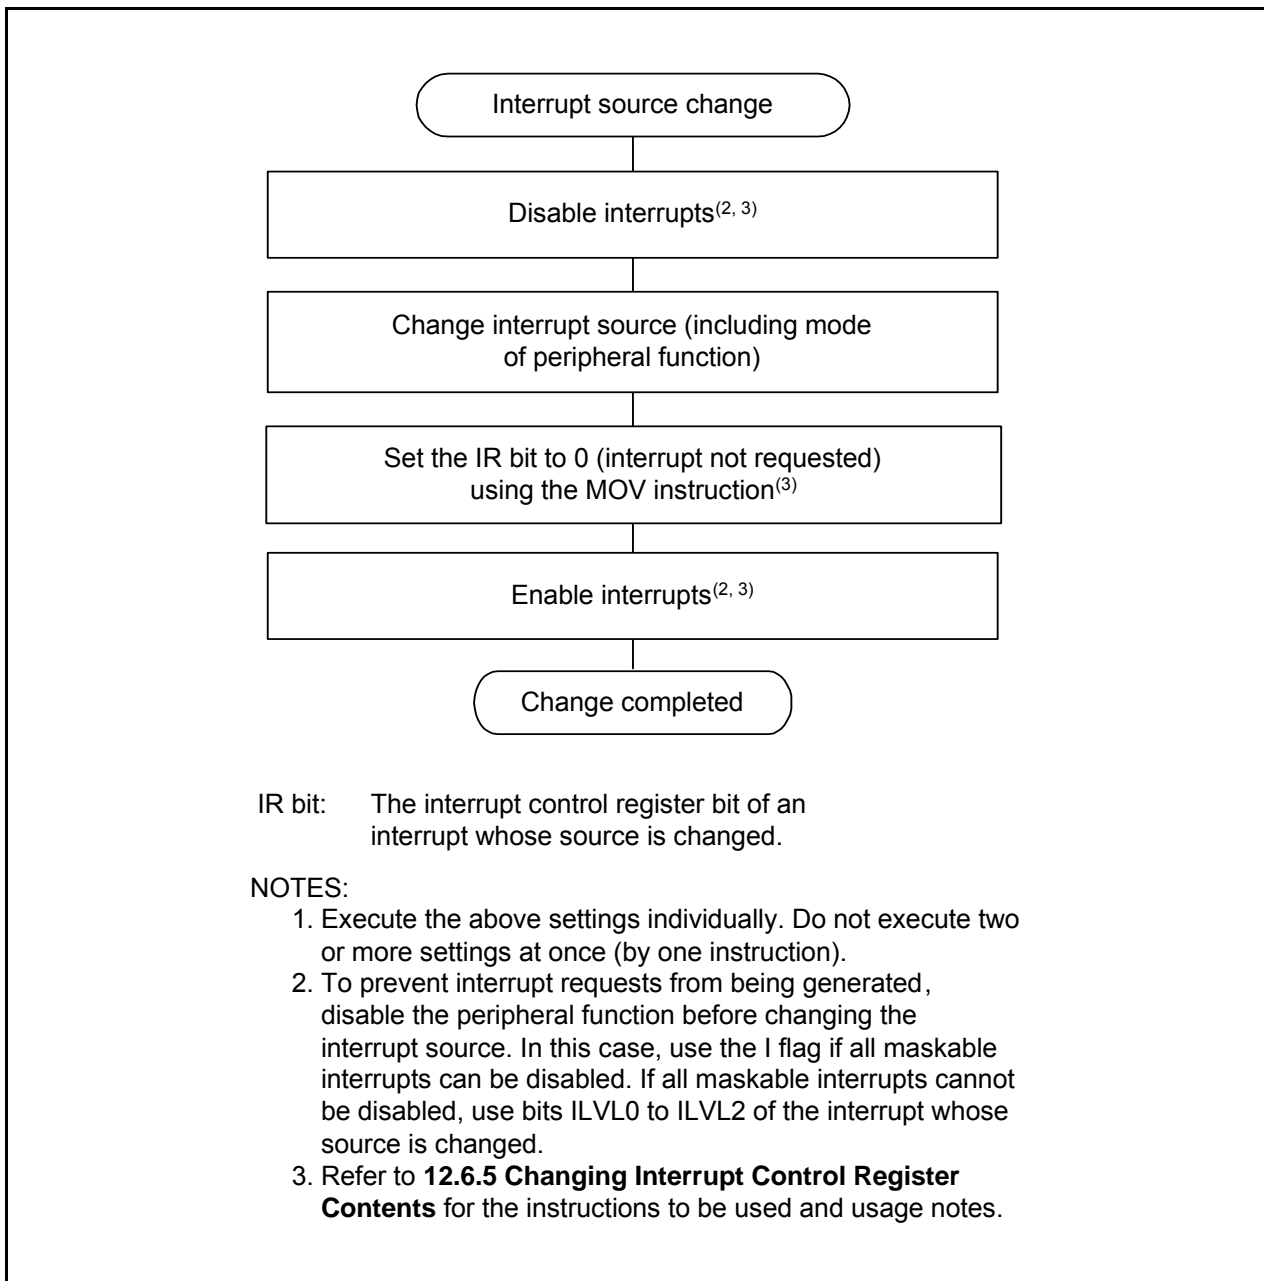 Interrupt source change
Disable interrupts(2, 3)
Change interrupt source (including mode
of peripheral function)
Set the IR bit to 0 (interrupt not requested)
using the MOV instruction(3)
Enable interrupts(2, 3)
Change completed
IR bit: The interrupt control register bit of an
interrupt whose source is changed.
NOTES:
1. Execute the above settings individually. Do not execute two
or more settings at once (by one instruction).
2. To prevent interrupt requests from being generated,
disable the peripheral function before changing the
interrupt source. In this case, use the I flag if all maskable
interrupts can be disabled. If all maskable interrupts cannot
be disabled, use bits ILVL0 to ILVL2 of the interrupt whose
source is changed.
3. Refer to 12.6.5 Changing Interrupt Control Register
Contents for the instructions to be used and usage notes.